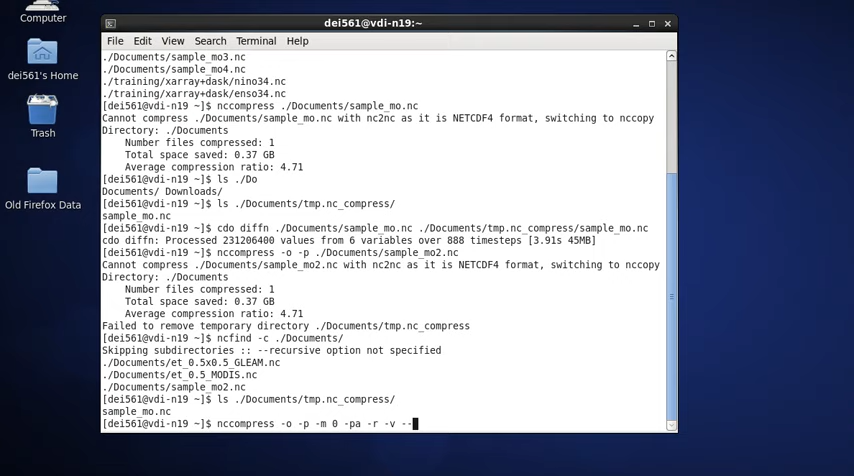 Computer
dei561's Home
Trash
Old Firefox Data
dei561@vdi-n19:~
File Edit View Search Terminal Help
./Documents/sample_mo3.nc
./Documents/sample_mo4.nc
./training/xarray+dask/nino34.nc
./training/xarray+dask/enso34.nc
[dei561@vdi-n19 ~]$ nccompress ./Documents/sample_mo.nc
Cannot compress ./Documents/sample_mo.nc with nc2nc as it is NETCDF4 format, switching to nccopy
Directory: ./Documents
Number files compressed: 1
Total space saved: 0.37 GB
Average compression ratio: 4.71
[dei561@vdi-n19 ~]$ ls ./Do
Documents/ Downloads/
[dei561@vdi-n19 ~]$ ls ./Documents/tmp.nc_compress/
sample_mo.nc
[dei561@vdi-n19 ~]$ cdo diffn ./Documents/sample_mo.nc ./Documents/tmp.nc_compress/sample_mo.nc
cdo diffn: Processed 231206400 values from 6 variables over 888 timesteps [3.91s 45MB]
[dei561@vdi-n19 ~]$ nccompress -o -p ./Documents/sample_mo2.nc
Cannot compress ./Documents/sample_mo2.nc with nc2nc as it is NETCDF4 format, switching to nccopy
Directory: ./Documents
Number files compressed: 1
Total space saved: 0.37 GB
Average compression ratio: 4.71
Failed to remove temporary directory ./Documents/tmp.nc_compress
[dei561@vdi-n19 ~]$ ncfind -c ./Documents/
Skipping subdirectories :: --recursive option not specified
./Documents/et_0.5x0.5_GLEAM.nc
./Documents/et_0.5_MODIS.nc
./Documents/sample_mo2.nc
[dei561@vdi-n19 ~]$ ls ./Documents/tmp.nc_compress/
sample_mo.nc
[dei561@vdi-n19 ~]$ nccompress -o -p -m 0 -pa -r -v --